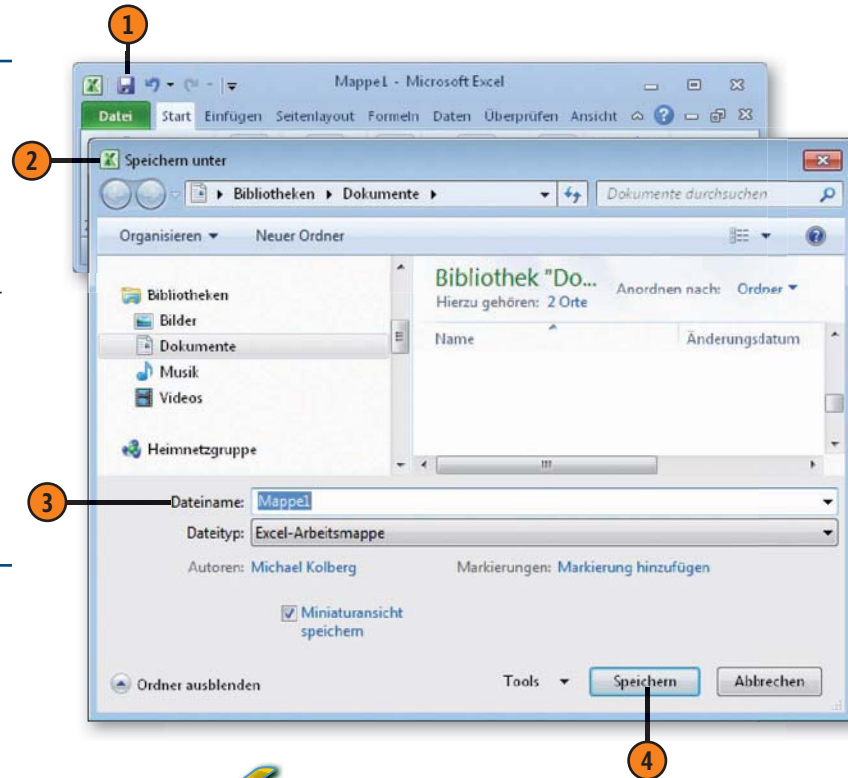 1
Mappe1 - Microsoft Excel
Datei Start Einfügen Seitenlayout Formeln Daten Überprüfen Ansicht
2
Speichern unter
Bibliotheken Dokumente
Dokumente durchsuchen
Organisieren Neuer Ordner
Bibliotheken
Bilder
Dokumente
Musik
Videos
Heimnetzgruppe
Bibliothek "Do...
Hierzu gehören: 2 Orte
Anordnen nach: Ordner
Name Änderungsdatum
3
Dateiname: Mappe1
Dateityp: Excel-Arbeitsmappe
Autoren: Michael Kolberg Markierungen: Markierung hinzufügen
Miniaturansicht
speichern
Ordner ausblenden Tools Speichern Abbrechen
4